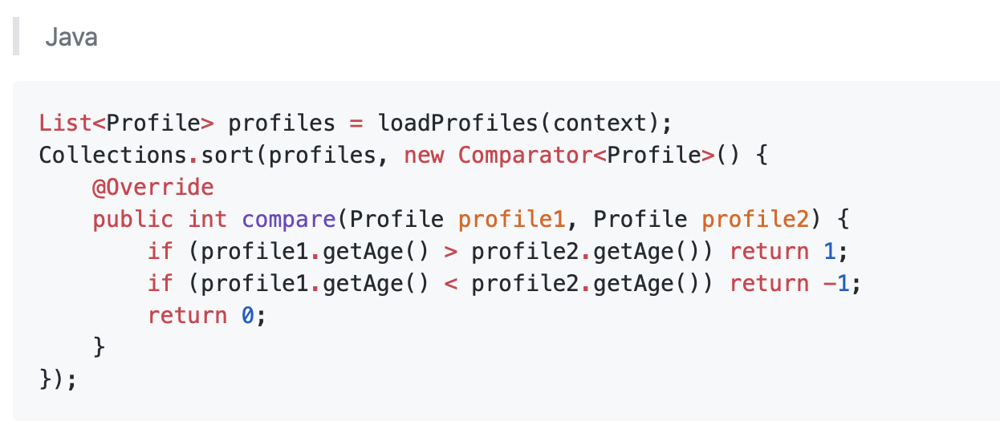 Java
List<Profile> profiles = loadProfiles(context);
Collections.sort(profiles, new Comparator<Profile>() {
    @Override
    public int compare(Profile profile1, Profile profile2) {
        if (profile1.getAge() > profile2.getAge()) return 1;
        if (profile1.getAge() < profile2.getAge()) return -1;
        return 0;
    }
});